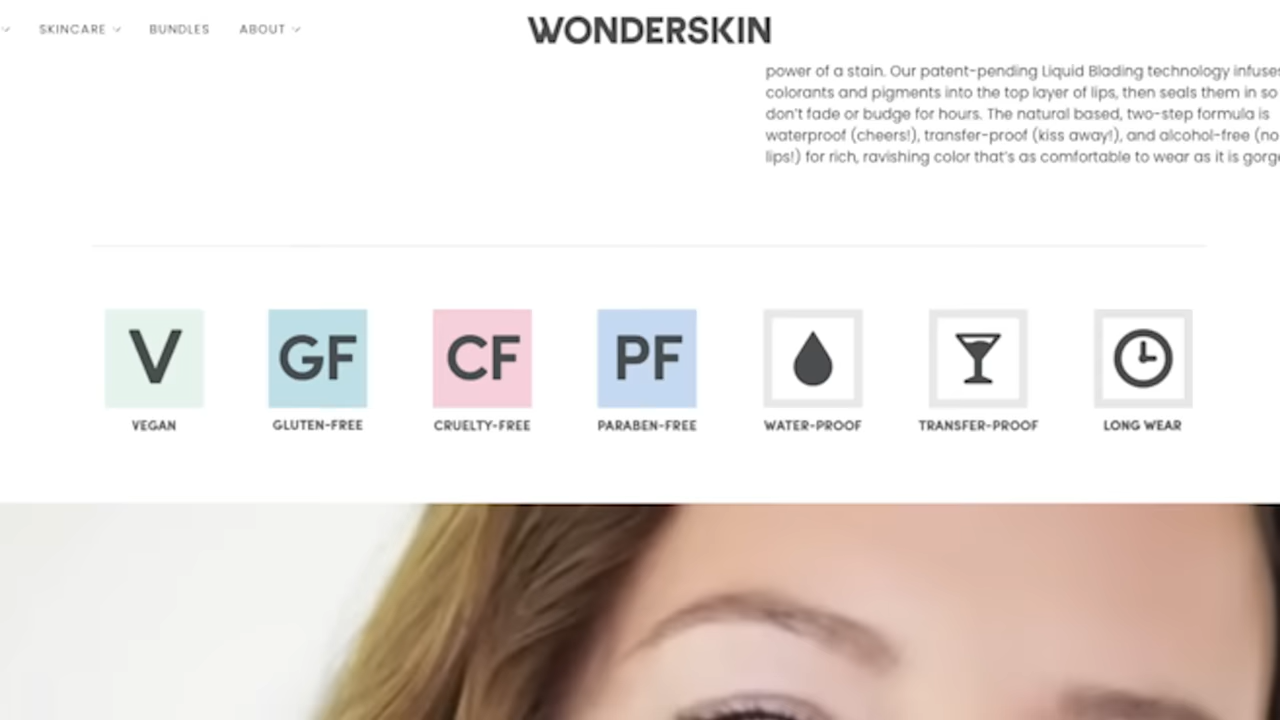 SKINCARE BUNDLES ABOUT
WONDERSKIN
power of a stain. Our patent-pending Liquid Blading technology infuses
colorants and pigments into the top layer of lips, then seals them in so
don't fade or budge for hours. The natural based, two-step formula is
waterproof (cheers!), transfer-proof (kiss away!), and alcohol-free (no
lips!) for rich, ravishing color that's as comfortable to wear as it is
V GF CF PF
VEGAN GLUTEN-FREE CRUELTY-FREE PARABEN-FREE WATER-PROOF TRANSFER-PROOF LONG WEAR